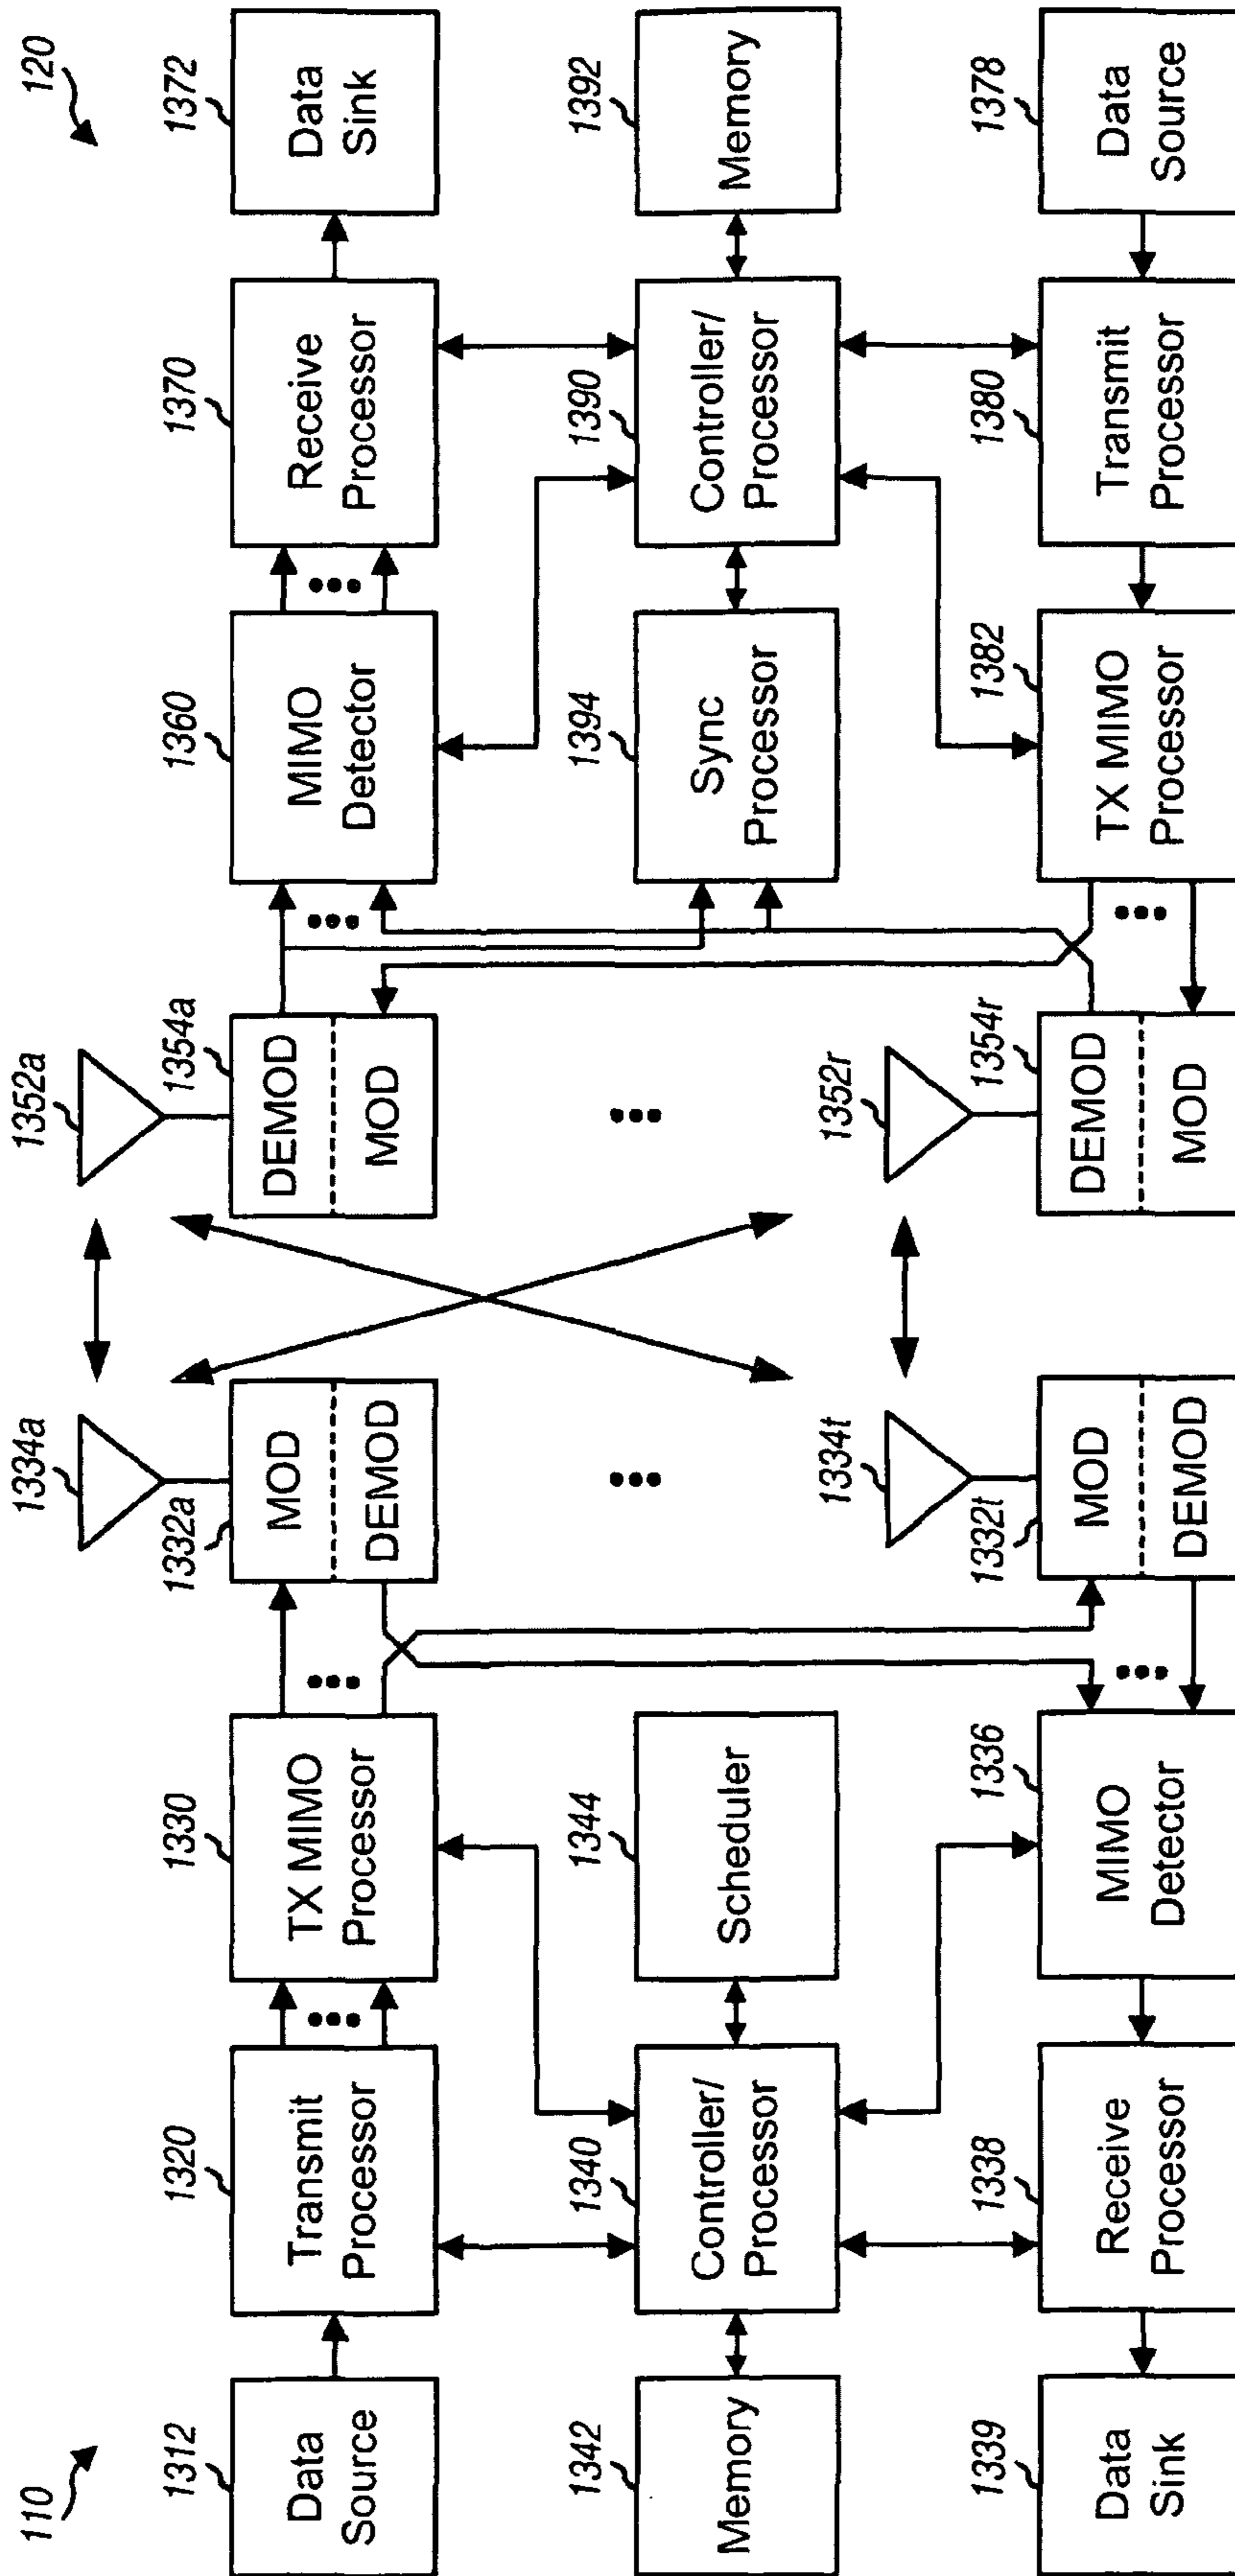 110
120
1312
Data
Source
1320
Transmit
Processor
1330
TX MIMO
Processor
1332a
MOD
DEMOD
1334a
1352a
1354a
DEMOD
MOD
1360
MIMO
Detector
1370
Receive
Processor
1372
Data
Sink
1342
Memory
1340
Controller/
Processor
1344
Scheduler
1394
Sync
Processor
1390
Controller/
Processor
1392
Memory
1339
Data
Sink
1338
Receive
Processor
1336
MIMO
Detector
1332t
MOD
DEMOD
1334t
1352r
1354r
DEMOD
MOD
1382
TX MIMO
Processor
1380
Transmit
Processor
1378
Data
Source